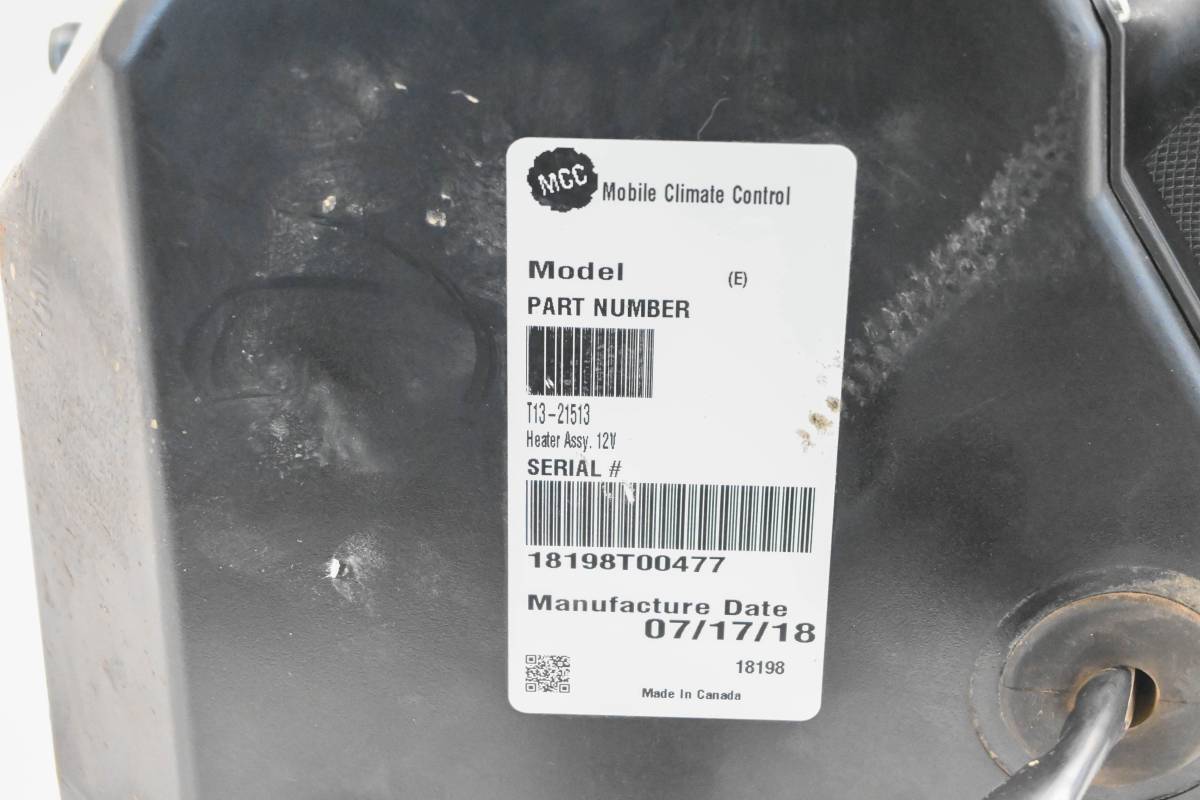 MCC
Mobile Climate Control
Model (E)
PART NUMBER
T13-21513
Heater Assy. 12V
SERIAL #
18198T00477
Manufacture Date
07/17/18
18198
Made In Canada